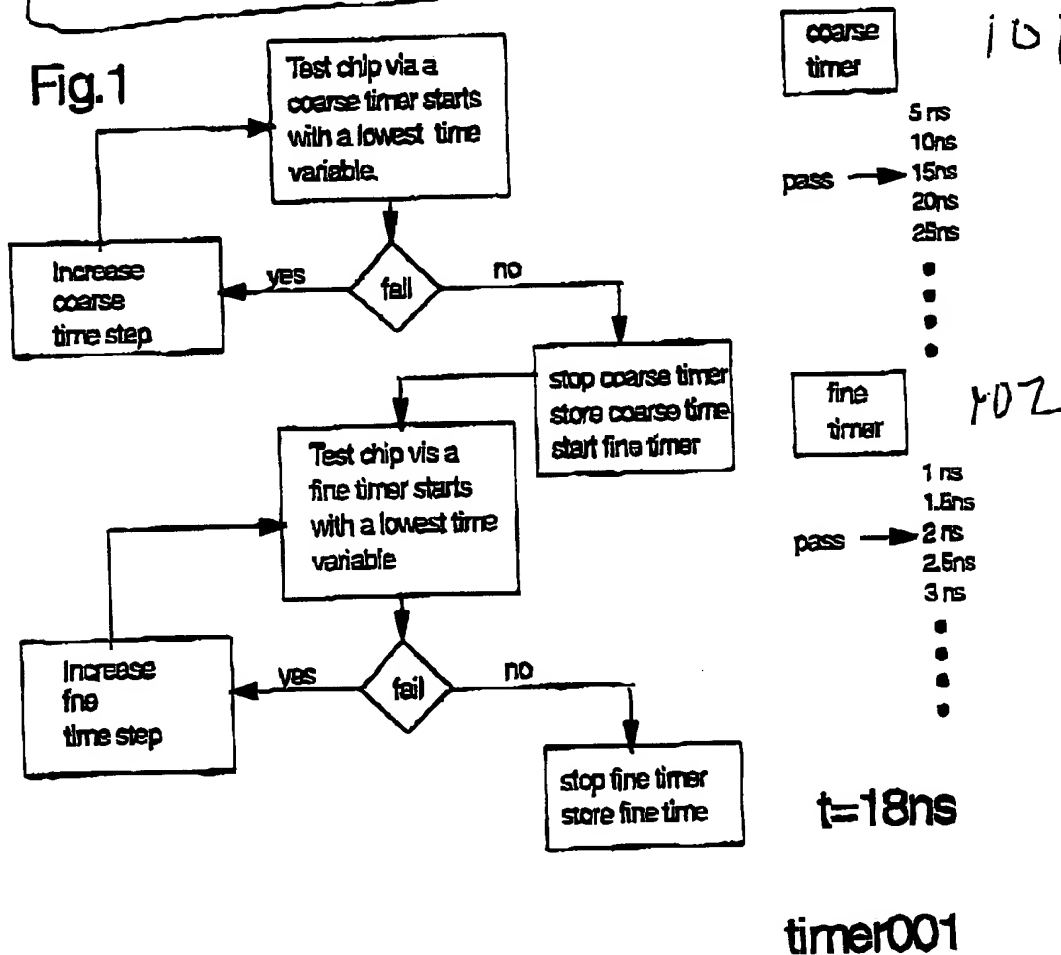 Fig.1
Test chip via a
coarse timer starts
with a lowest time
variable.
fail
yes
no
Increase
coarse
time step
stop coarse timer
store coarse time
start fine timer
Test chip vis a
fine timer starts
with a lowest time
variable
fail
yes
no
Increase
fne
time step
stop fine timer
store fine time
coarse
timer
5 ns
10ns
pass
15ns
20ns
25ns
fine
timer
1 ns
1.5ns
pass
2 ns
2.5ns
3 ns
t=18ns
timer001